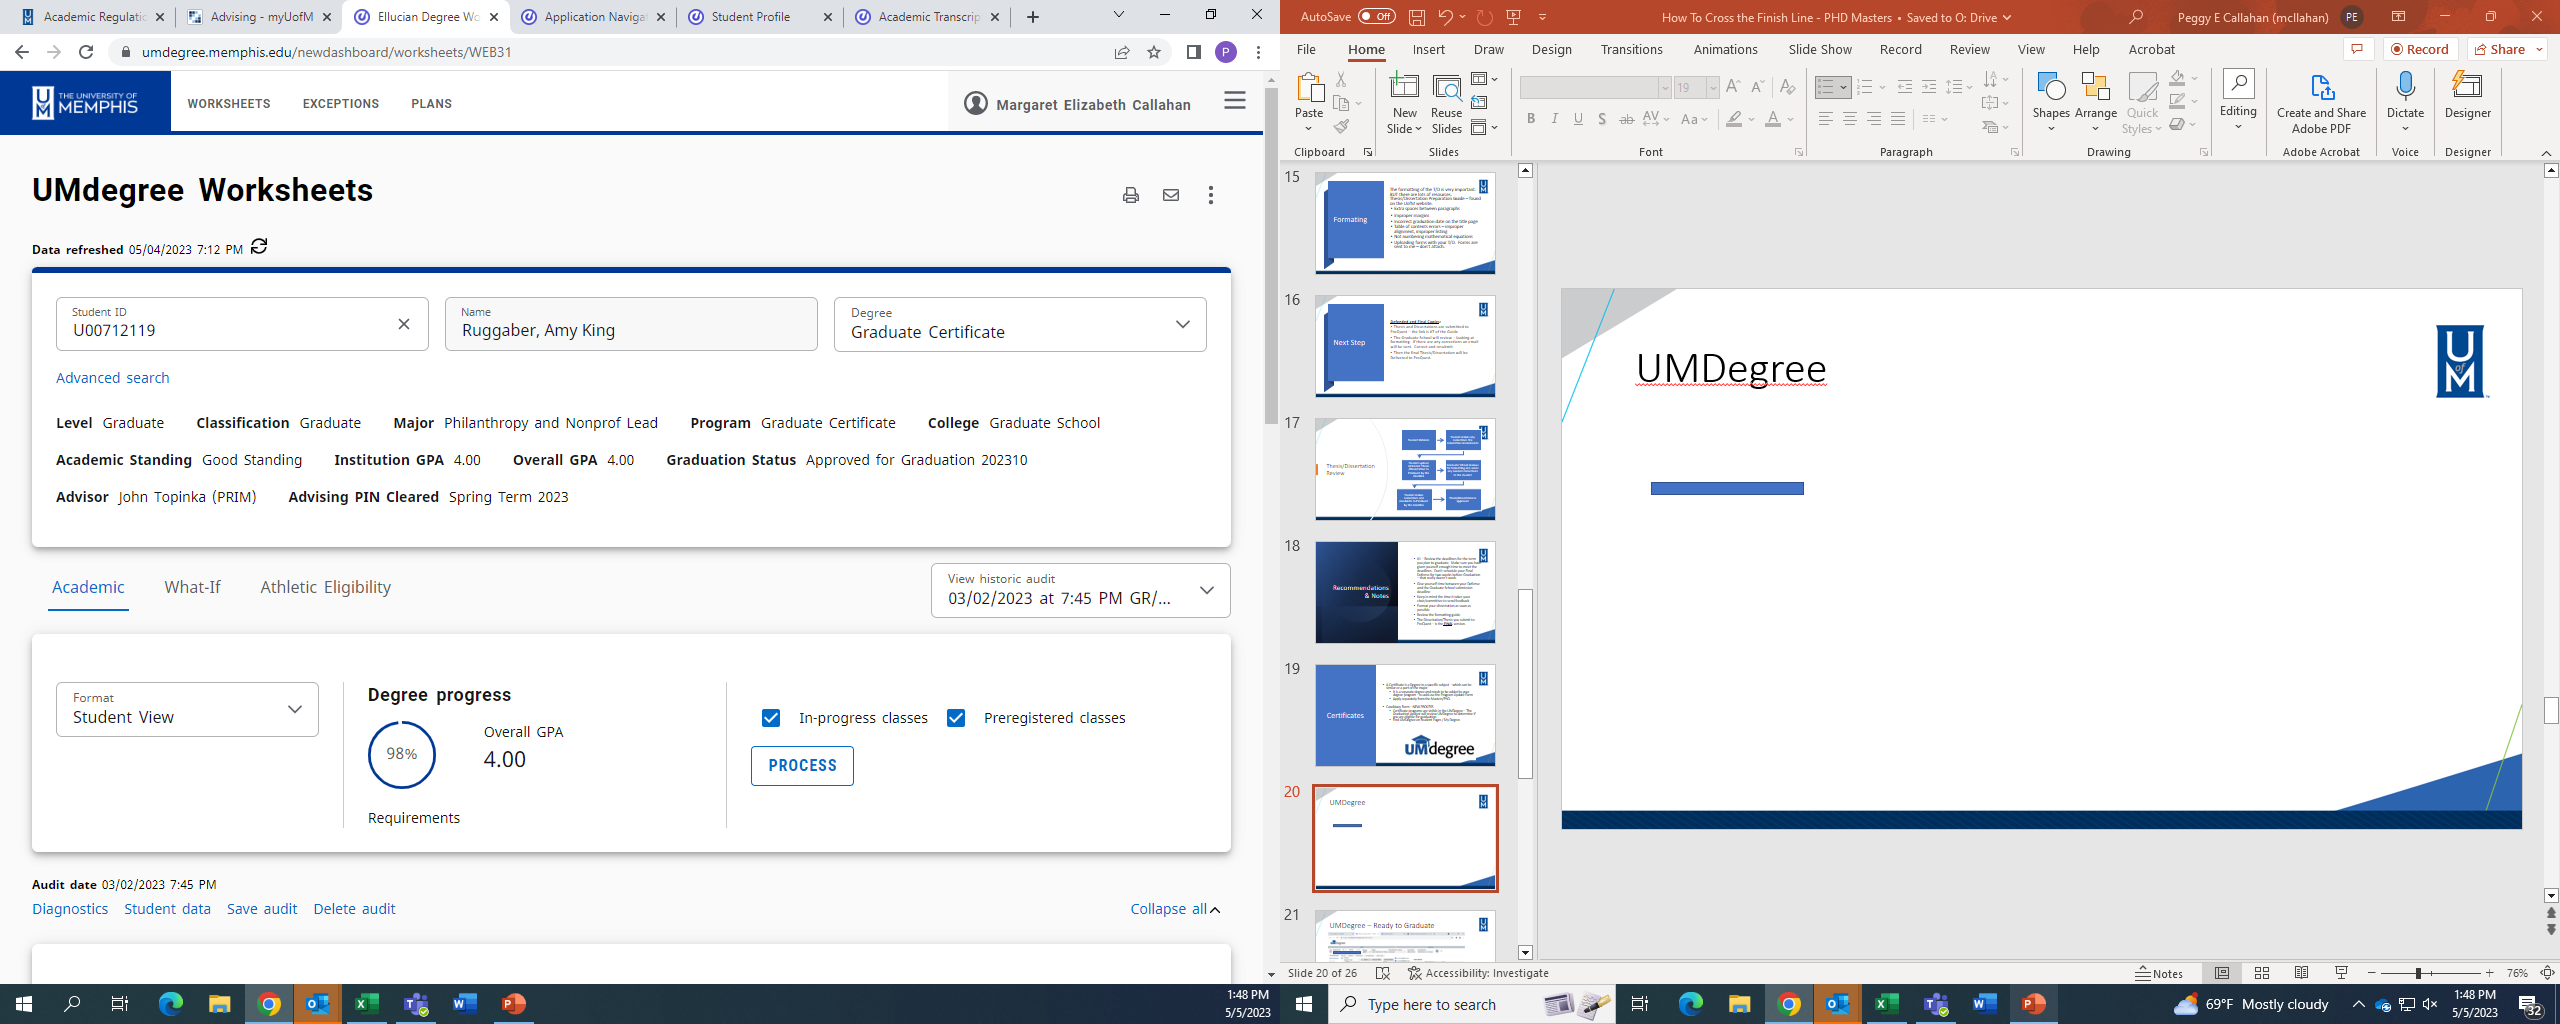 Academic Regulatic
Advising - myUofM
Ellucian Degree Wo
Application Navigat
Student Profile
Academic Transcrip
umdegree.memphis.edu/newdashboard/worksheets/WEB31
P
THE UNIVERSITY OF
MEMPHIS
WORKSHEETS
EXCEPTIONS
PLANS
Margaret Elizabeth Callahan
UMdegree Worksheets
Data refreshed 05/04/2023 7:12 PM
Student ID
U00712119
Name
Ruggaber, Amy King
Degree
Graduate Certificate
Advanced search
Level Graduate Classification Graduate Major Philanthropy and Nonprof Lead Program Graduate Certificate College Graduate School
Academic Standing Good Standing Institution GPA 4.00 Overall GPA 4.00 Graduation Status Approved for Graduation 202310
Advisor John Topinka (PRIM) Advising PIN Cleared Spring Term 2023
Academic
What-If
Athletic Eligibility
View historic audit
03/02/2023 at 7:45 PM GR/...
Format
Student View
Degree progress
98%
Overall GPA
4.00
Requirements
In-progress classes
Preregistered classes
PROCESS
Audit date 03/02/2023 7:45 PM
Diagnostics Student data Save audit Delete audit
Collapse all
1:48 PM
5/5/2023
AutoSave Off
How To Cross the Finish Line - PHD Masters • Saved to O: Drive
Peggy E Callahan (mcllahan)
PE
File Home Insert Draw Design Transitions Animations Slide Show Record Review View Help Acrobat
Record
Share
Paste
Clipboard
New
Slide
Reuse
Slides
Slides
19
Font
Paragraph
Shapes
Arrange
Quick
Styles
Drawing
Editing
Create and Share
Adobe PDF
Adobe Acrobat
Dictate
Voice
Designer
Designer
15
Formating
16
Next Step
17
Thesis/Dissertation
Review
18
Recommendations
& Notes
19
Certificates
UMdegree
20
UMDegree
21
UMDegree – Ready to Graduate
UMDegree
U
of
M
Slide 20 of 26
Accessibility: Investigate
Notes
76%
Type here to search
69°F Mostly cloudy
1:48 PM
5/5/2023
32